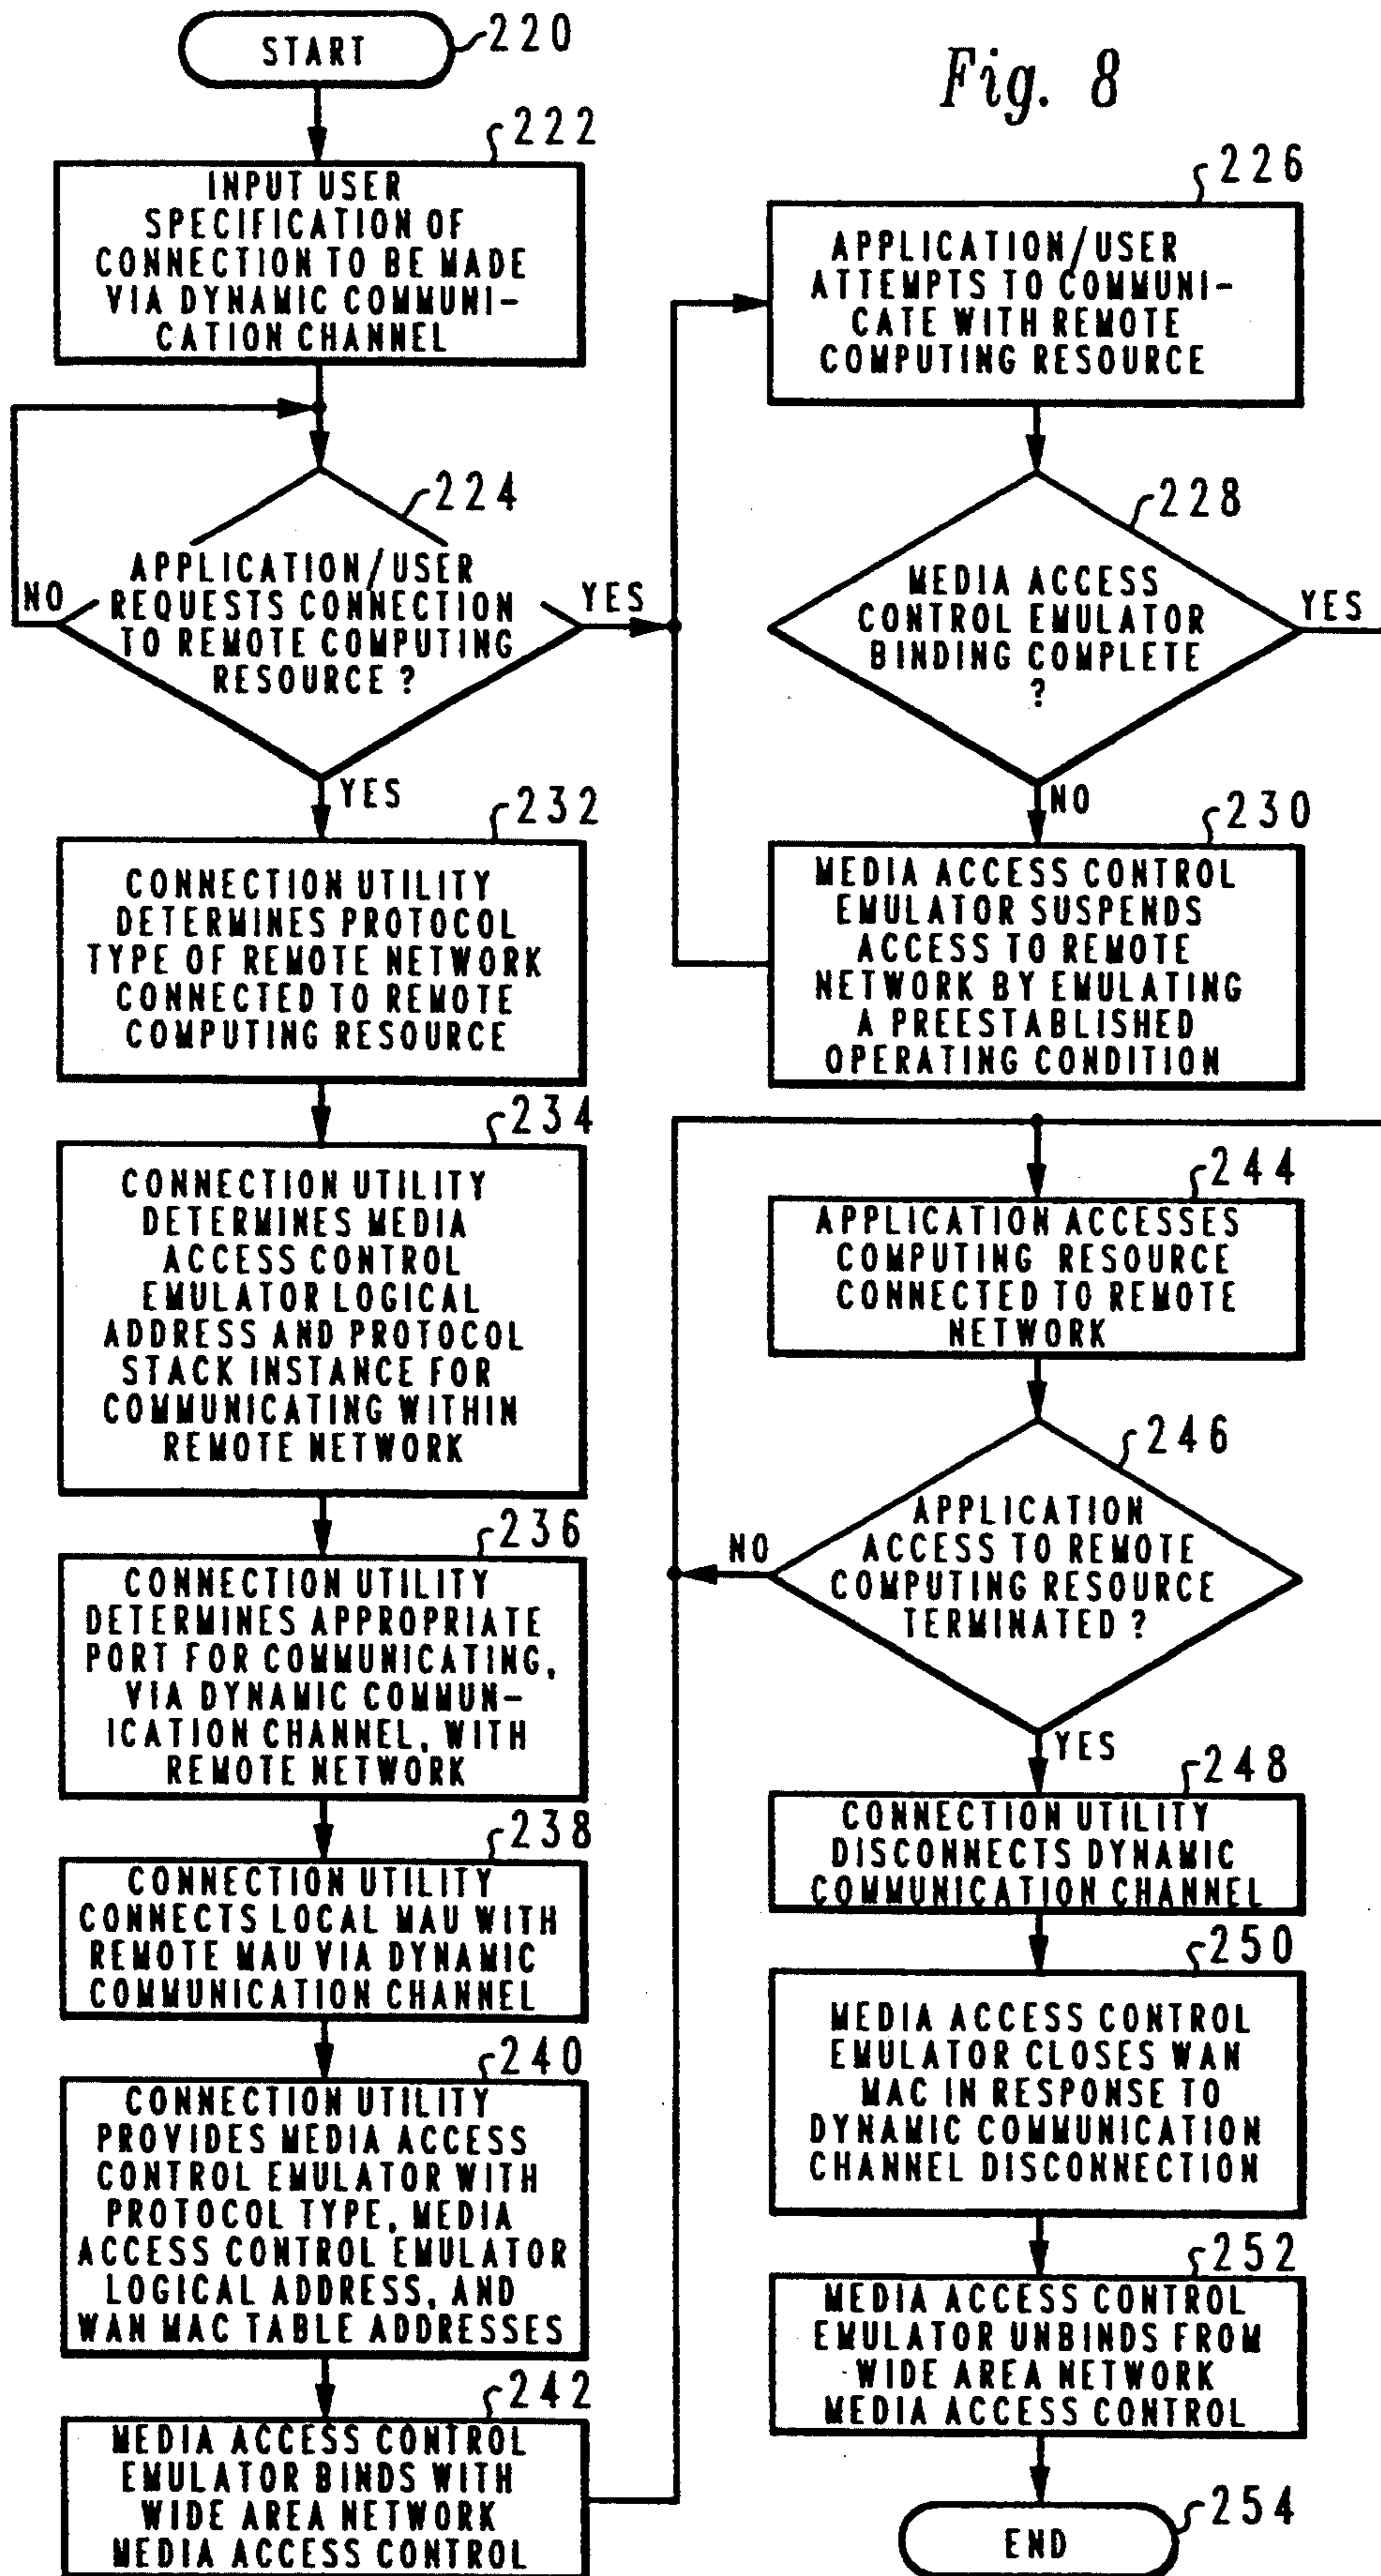 Fig. 8
START
220
222
INPUT USER
SPECIFICATION OF
CONNECTION TO BE MADE
VIA DYNAMIC COMMUNI-
CATION CHANNEL
224
APPLICATION/USER
REQUESTS CONNECTION
TO REMOTE COMPUTING
RESOURCE ?
NO
YES
YES
232
CONNECTION UTILITY
DETERMINES PROTOCOL
TYPE OF REMOTE NETWORK
CONNECTED TO REMOTE
COMPUTING RESOURCE
234
CONNECTION UTILITY
DETERMINES MEDIA
ACCESS CONTROL
EMULATOR LOGICAL
ADDRESS AND PROTOCOL
STACK INSTANCE FOR
COMMUNICATING WITHIN
REMOTE NETWORK
236
CONNECTION UTILITY
DETERMINES APPROPRIATE
PORT FOR COMMUNICATING,
VIA DYNAMIC COMMUN-
ICATION CHANNEL, WITH
REMOTE NETWORK
238
CONNECTION UTILITY
CONNECTS LOCAL MAU WITH
REMOTE MAU VIA DYNAMIC
COMMUNICATION CHANNEL
240
CONNECTION UTILITY
PROVIDES MEDIA ACCESS
CONTROL EMULATOR WITH
PROTOCOL TYPE, MEDIA
ACCESS CONTROL EMULATOR
LOGICAL ADDRESS, AND
WAN MAC TABLE ADDRESSES
242
MEDIA ACCESS CONTROL
EMULATOR BINDS WITH
WIDE AREA NETWORK
MEDIA ACCESS CONTROL
226
APPLICATION/USER
ATTEMPTS TO COMMUNI-
CATE WITH REMOTE
COMPUTING RESOURCE
228
MEDIA ACCESS
CONTROL EMULATOR
BINDING COMPLETE
?
YES
NO
230
MEDIA ACCESS CONTROL
EMULATOR SUSPENDS
ACCESS TO REMOTE
NETWORK BY EMULATING
A PREESTABLISHED
OPERATING CONDITION
244
APPLICATION ACCESSES
COMPUTING RESOURCE
CONNECTED TO REMOTE
NETWORK
246
APPLICATION
ACCESS TO REMOTE
COMPUTING RESOURCE
TERMINATED ?
NO
YES
248
CONNECTION UTILITY
DISCONNECTS DYNAMIC
COMMUNICATION CHANNEL
250
MEDIA ACCESS CONTROL
EMULATOR CLOSES WAN
MAC IN RESPONSE TO
DYNAMIC COMMUNICATION
CHANNEL DISCONNECTION
252
MEDIA ACCESS CONTROL
EMULATOR UNBINDS FROM
WIDE AREA NETWORK
MEDIA ACCESS CONTROL
254
END